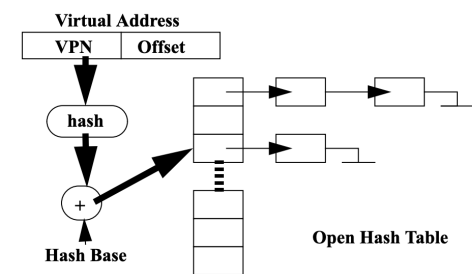 Virtual Address
VPN Offset
hash
+
Hash Base
Open Hash Table